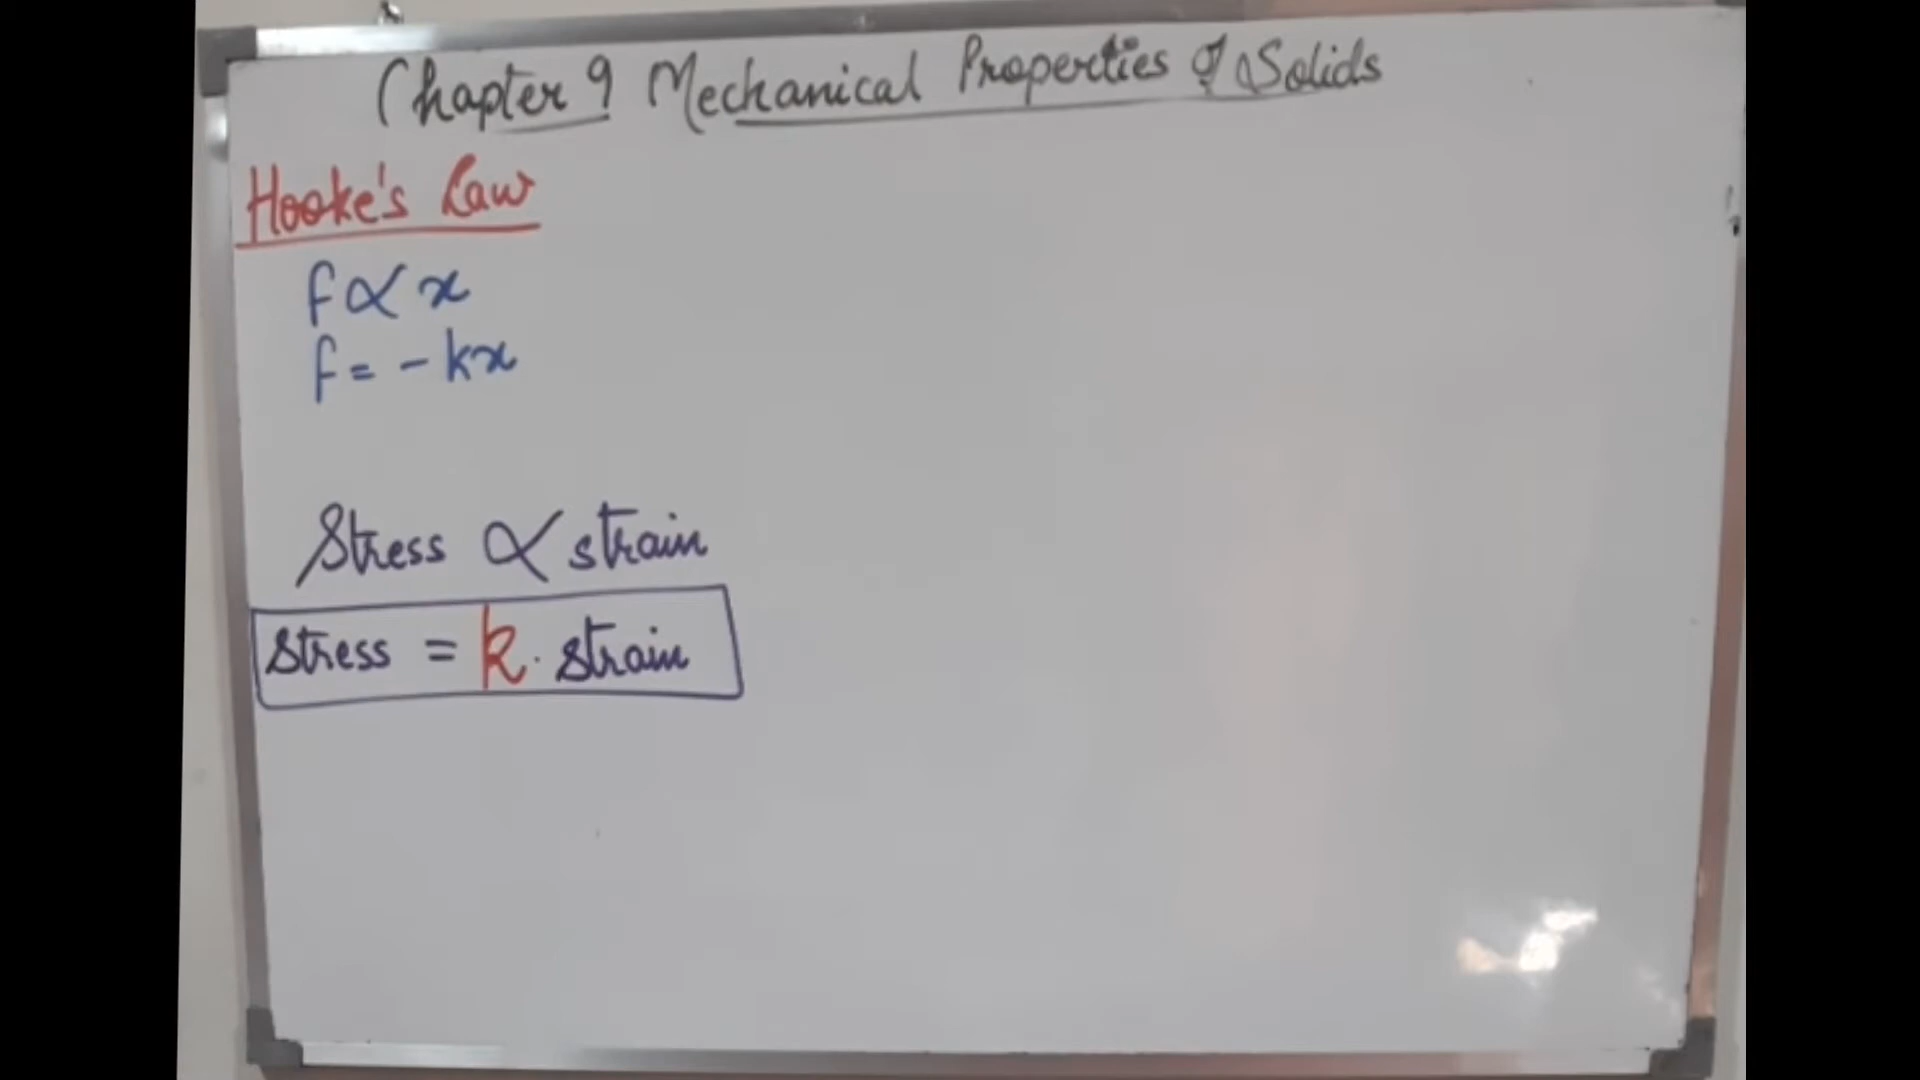 Chapter 9 Mechanical Properties of Solids
Hooke's Law
F ∝ x
F = - kx
Stress ∝ strain
Stress = k. strain